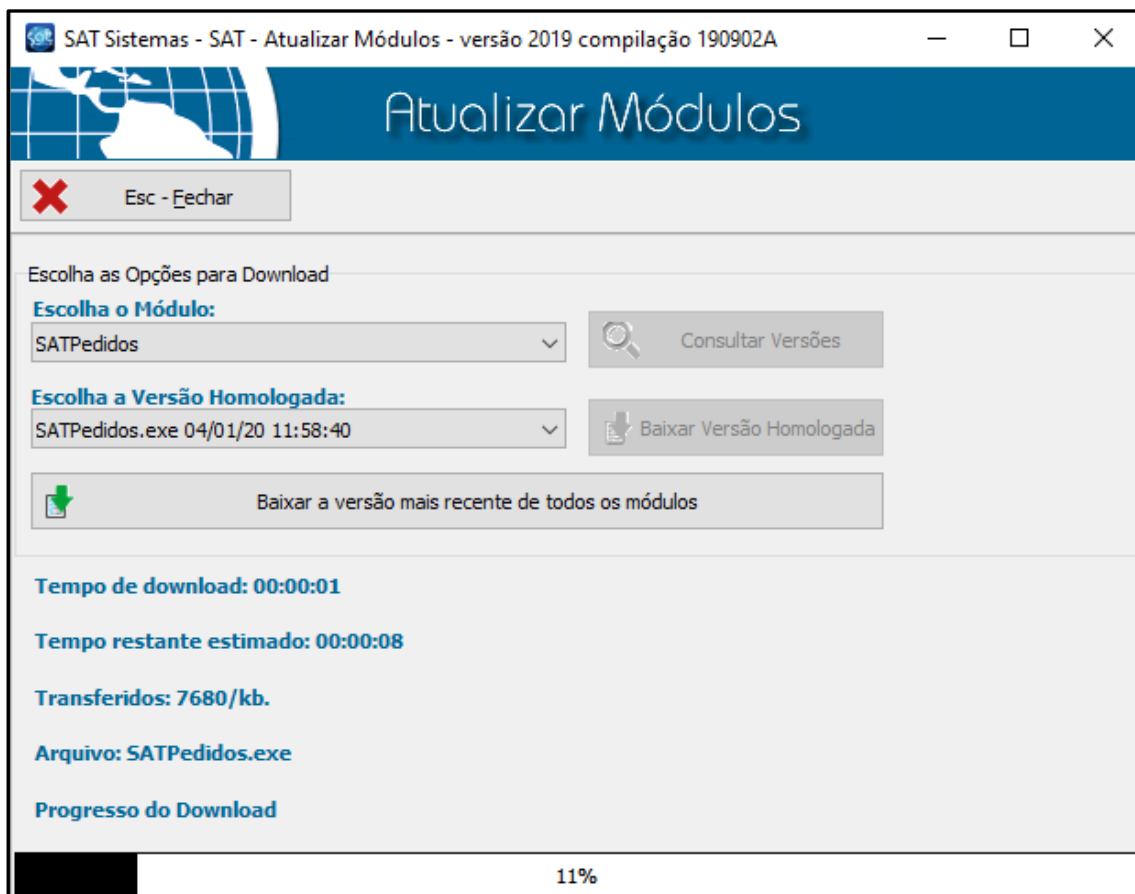 SAT Sistemas - SAT - Atualizar Módulos - versão 2019 compilação 190902A
Atualizar Módulos
Esc - Fechar
Escolha as Opções para Download
Escolha o Módulo:
SATPedidos
Consultar Versões
Escolha a Versão Homologada:
SATPedidos.exe 04/01/20 11:58:40
Baixar Versão Homologada
Baixar a versão mais recente de todos os módulos
Tempo de download: 00:00:01
Tempo restante estimado: 00:00:08
Transferidos: 7680/kb.
Arquivo: SATPedidos.exe
Progresso do Download
11%